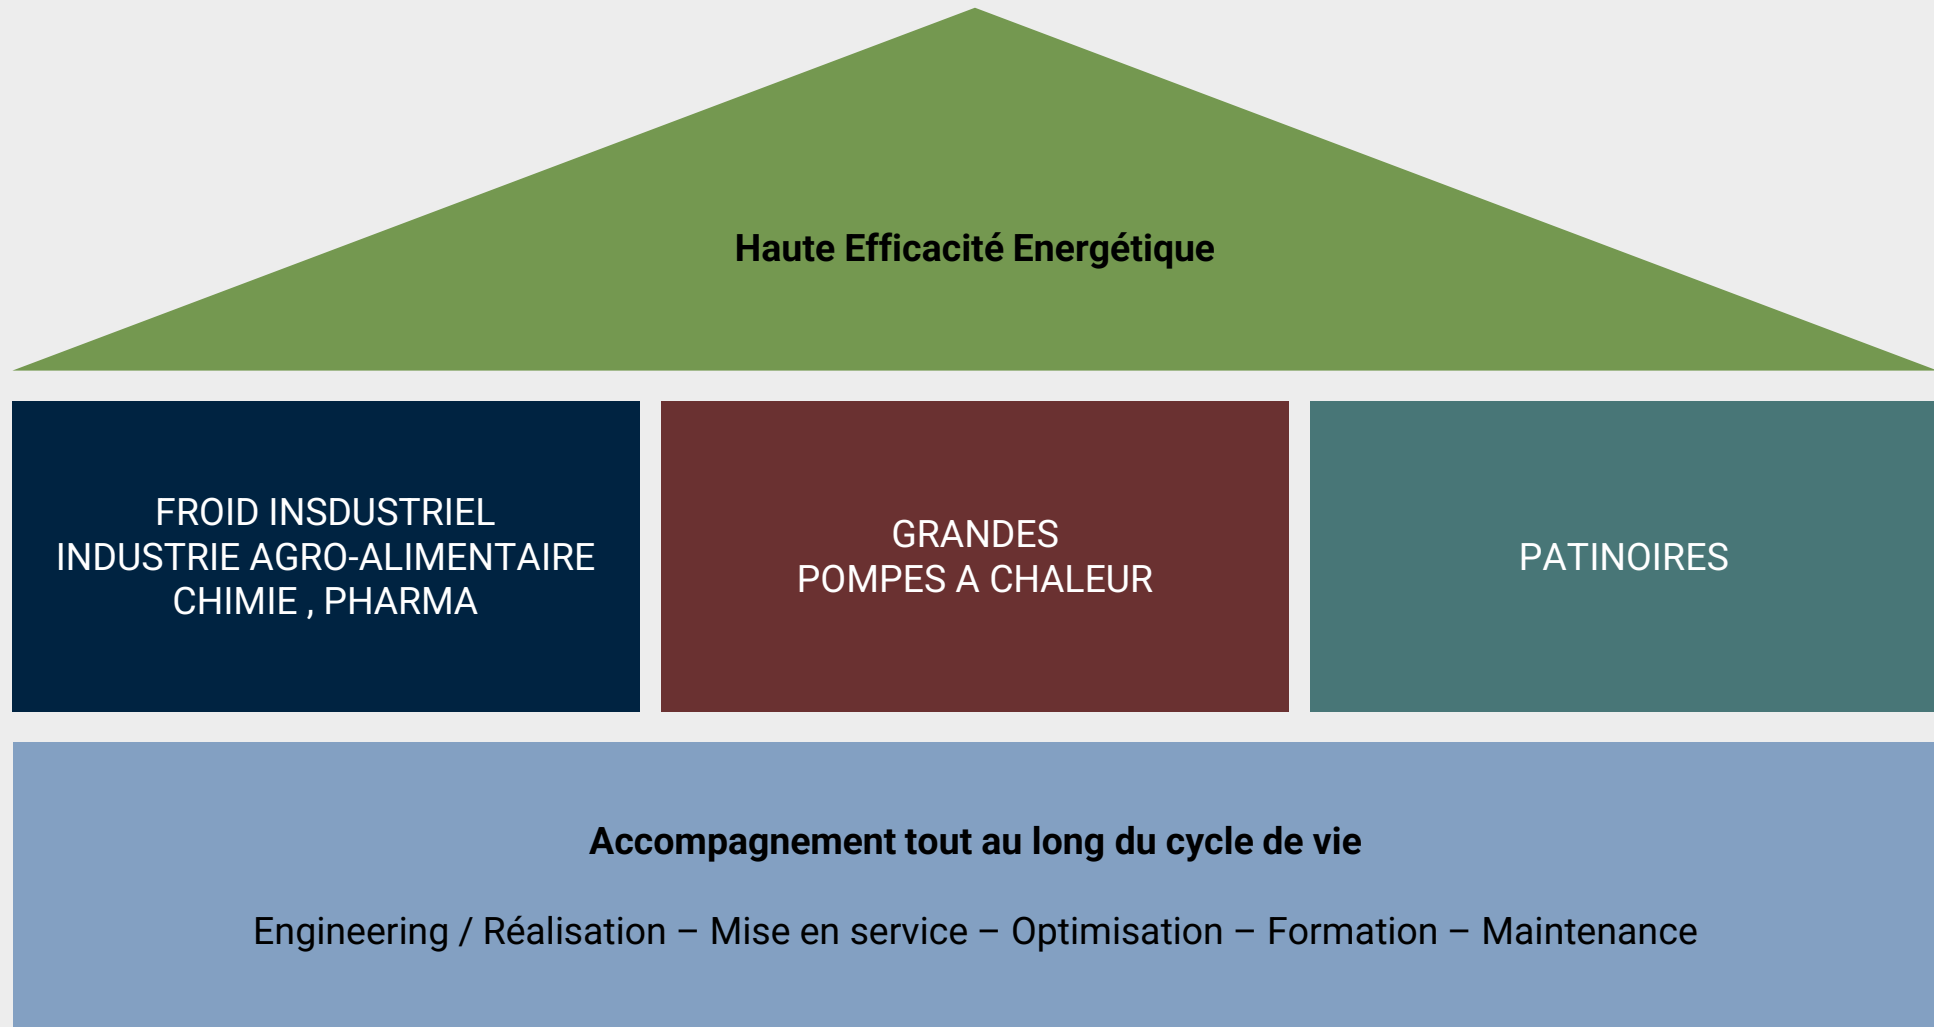 Haute Efficacité Energétique
FROID INSDUSTRIEL
INDUSTRIE AGRO-ALIMENTAIRE
CHIMIE , PHARMA
GRANDES
POMPES A CHALEUR
PATINOIRES
Accompagnement tout au long du cycle de vie
Engineering / Réalisation – Mise en service – Optimisation – Formation – Maintenance